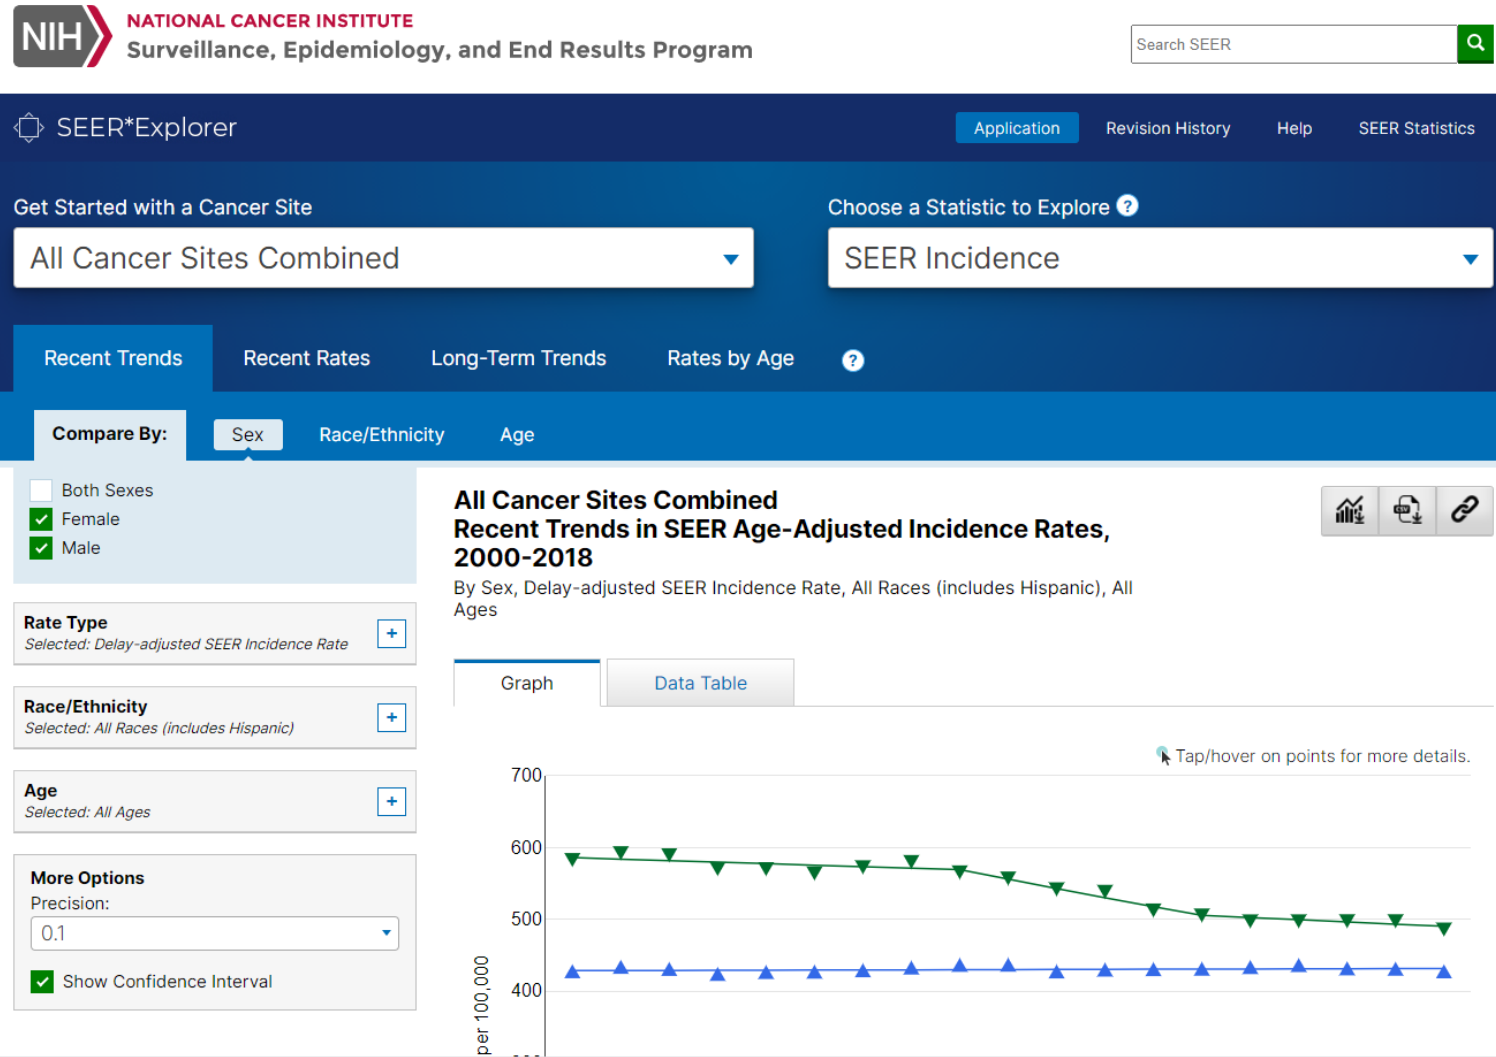 NIH
NATIONAL CANCER INSTITUTE
Surveillance, Epidemiology, and End Results Program
Search SEER
SEER*Explorer
Application
Revision History
Help
SEER Statistics
Get Started with a Cancer Site
Choose a Statistic to Explore ?
All Cancer Sites Combined
SEER Incidence
Recent Trends
Recent Rates
Long-Term Trends
Rates by Age
?
Compare By:
Sex
Race/Ethnicity
Age
Both Sexes
Female
Male
Rate Type
Selected: Delay-adjusted SEER Incidence Rate
+
Race/Ethnicity
Selected: All Races (includes Hispanic)
+
Age
Selected: All Ages
+
More Options
Precision:
0.1
Show Confidence Interval
All Cancer Sites Combined
Recent Trends in SEER Age-Adjusted Incidence Rates,
2000-2018
By Sex, Delay-adjusted SEER Incidence Rate, All Races (includes Hispanic), All
Ages
CSV
Graph
Data Table
Tap/hover on points for more details.
700
600
500
400
per 100,000